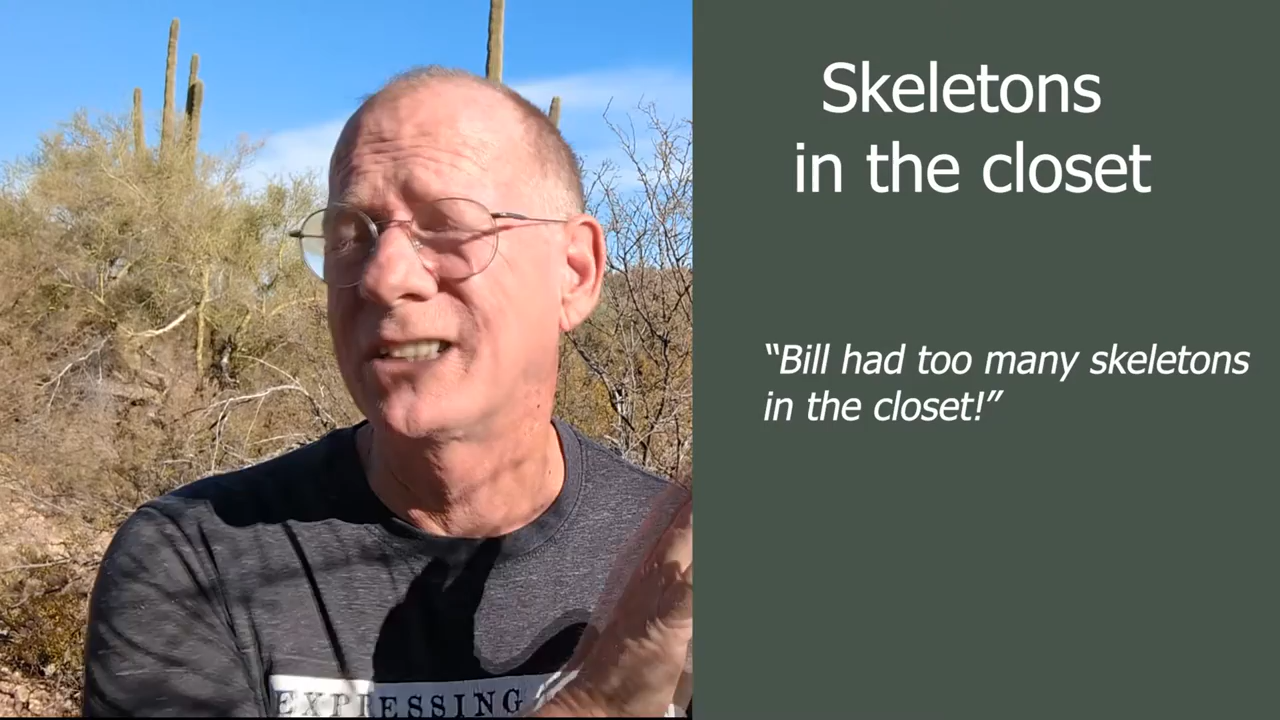 Skeletons
in the closet
“Bill had too many skeletons
in the closet!”
EXPRESSING